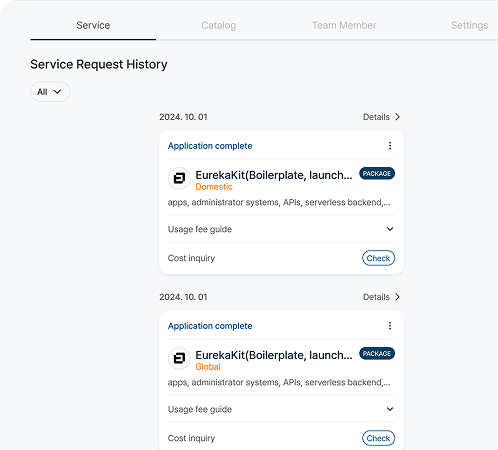 Service Catalog Team Member Settings
Service Request History
All
2024. 10. 01 Details
Application complete
EurekaKit(Boilerplate, launch... PACKAGE
Domestic
apps, administrator systems, APIs, serverless backend,...
Usage fee guide
Cost inquiry Check
2024. 10. 01 Details
Application complete
EurekaKit(Boilerplate, launch... PACKAGE
Global
apps, administrator systems, APIs, serverless backend,...
Usage fee guide
Cost inquiry Check